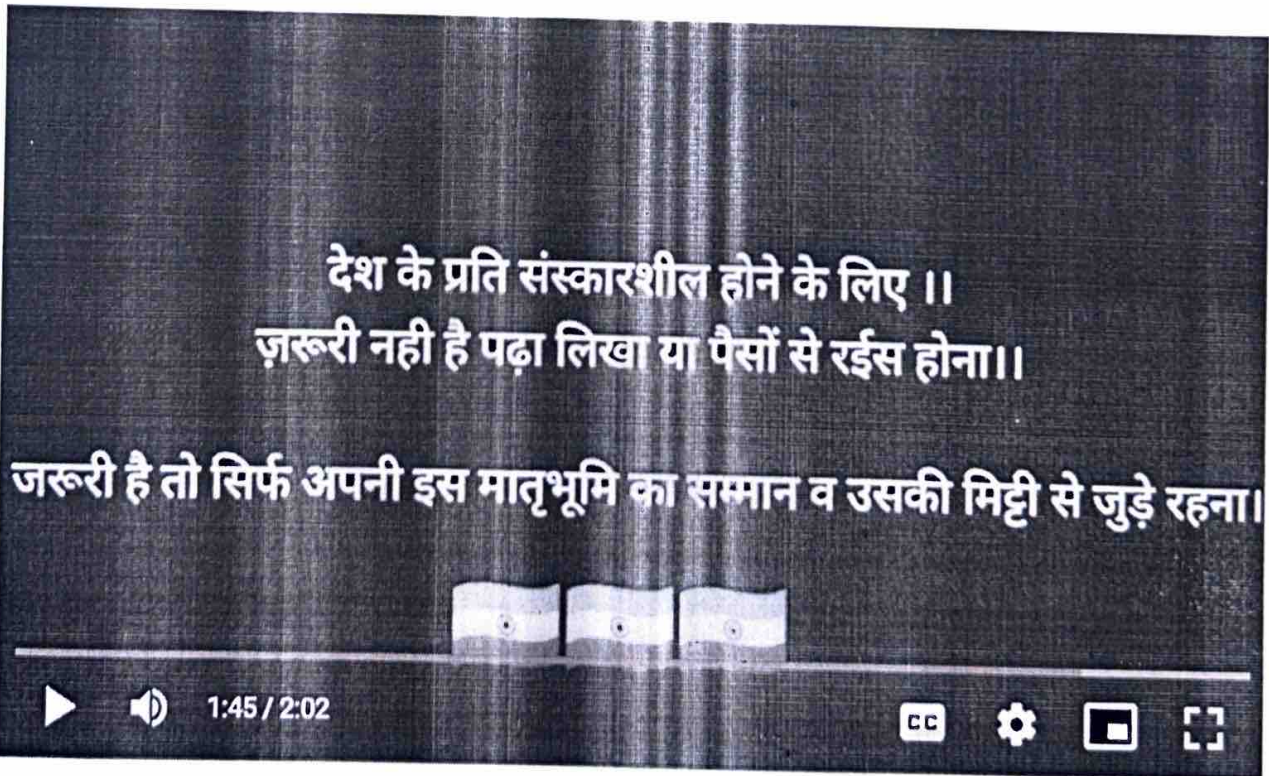 देश के प्रति संस्कारशील होने के लिए ।।
ज़रूरी नही है पढ़ा लिखा या पैसों से रईस होना।।
जरूरी है तो सिर्फ अपनी इस मातृभूमि का सम्मान व उसकी मिट्टी से जुड़े रहना।
1:45 / 2:02
CC